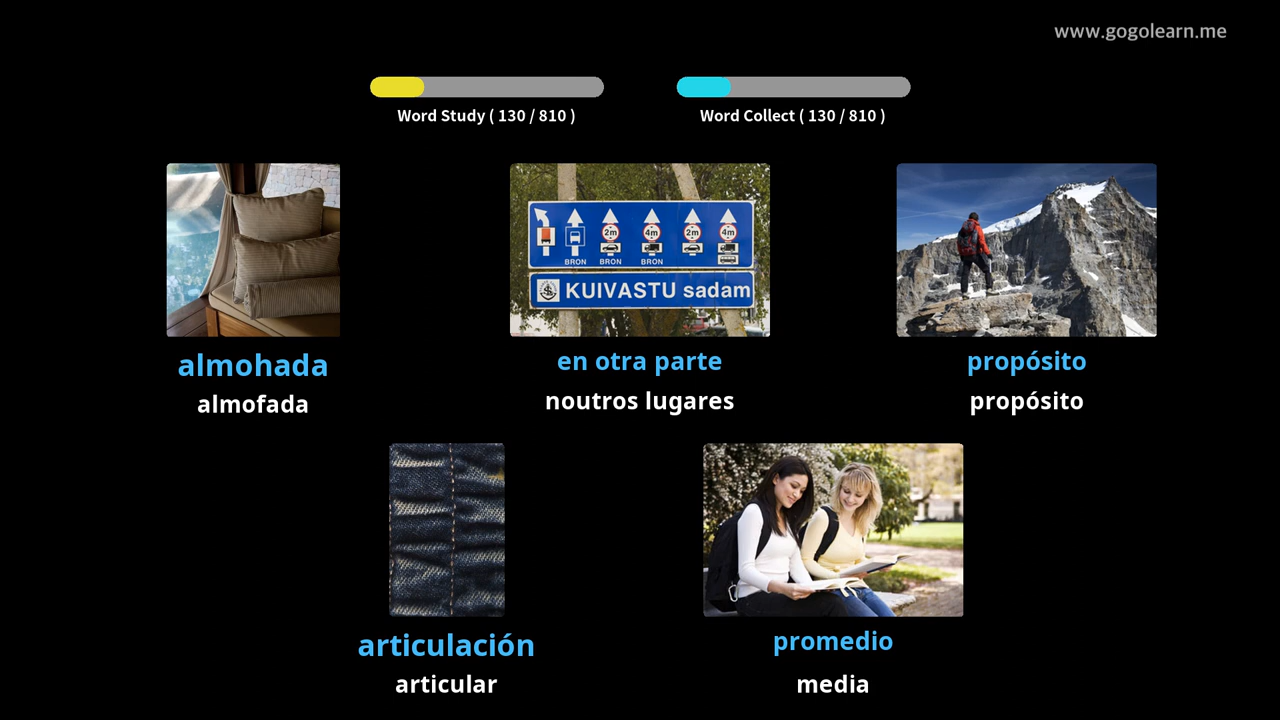 www.gogolearn.me
Word Study ( 130 / 810 )
Word Collect ( 130 / 810 )
2m 4m 2m 4m
BRON BRON BRON
KUIVASTU sadam
almohada
almofada
en otra parte
noutros lugares
propósito
propósito
articulación
articular
promedio
media